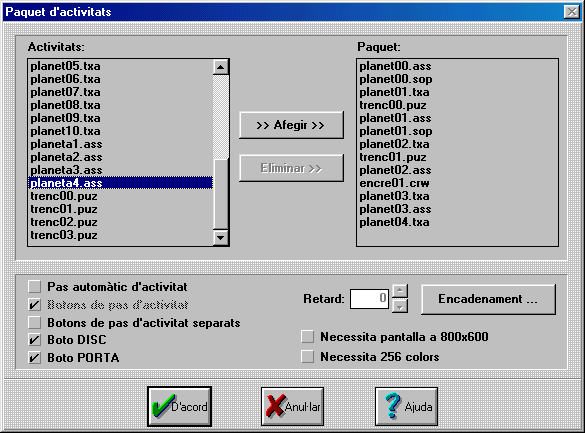 Paquet d'activitats
Activitats:
planet05.txa
planet06.txa
planet07.txa
planet08.txa
planet09.txa
planet10.txa
planeta1.ass
planeta2.ass
planeta3.ass
planeta4.ass
trenc00.puz
trenc01.puz
trenc02.puz
trenc03.puz
>> Afegir >>
Eliminar >>
Paquet:
planet00.ass
planet00.sop
planet01.txa
trenc00.puz
planet01.ass
planet01.sop
planet02.txa
trenc01.puz
planet02.ass
encre01.crw
planet03.txa
planet03.ass
planet04.txa
Pas automàtic d'activitat
Botons de pas d'activitat
Botons de pas d'activitat separats
Boto DISC
Boto PORTA
Retard: 0
Encadenament ...
Necessita pantalla a 800x600
Necessita 256 colors
D'acord
Anul·lar
Ajuda